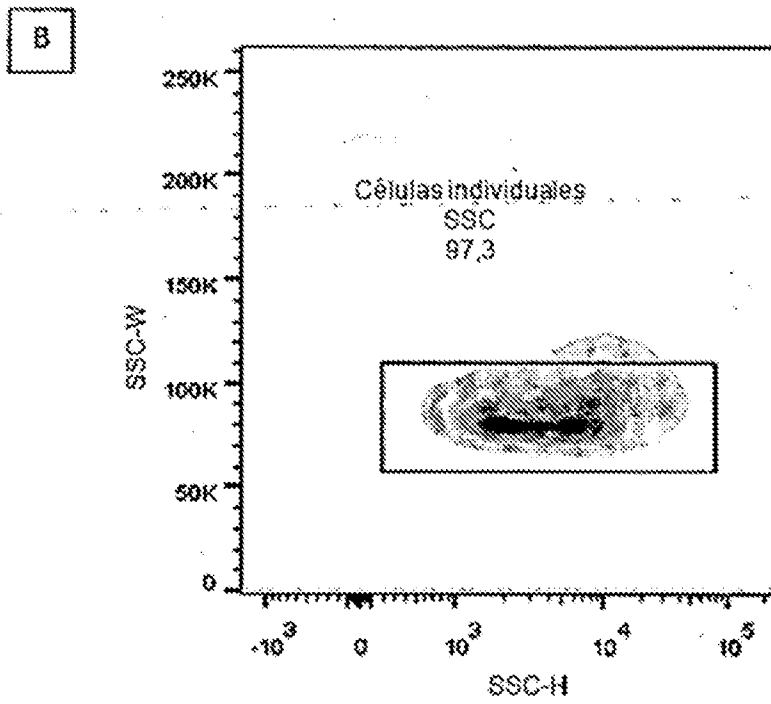 B
250K
200K
Células individuales
SSC
97,3
150K
SSC-W
100K
50K
0
-10³ 0 10³ 10⁴ 10⁵
SSC-H